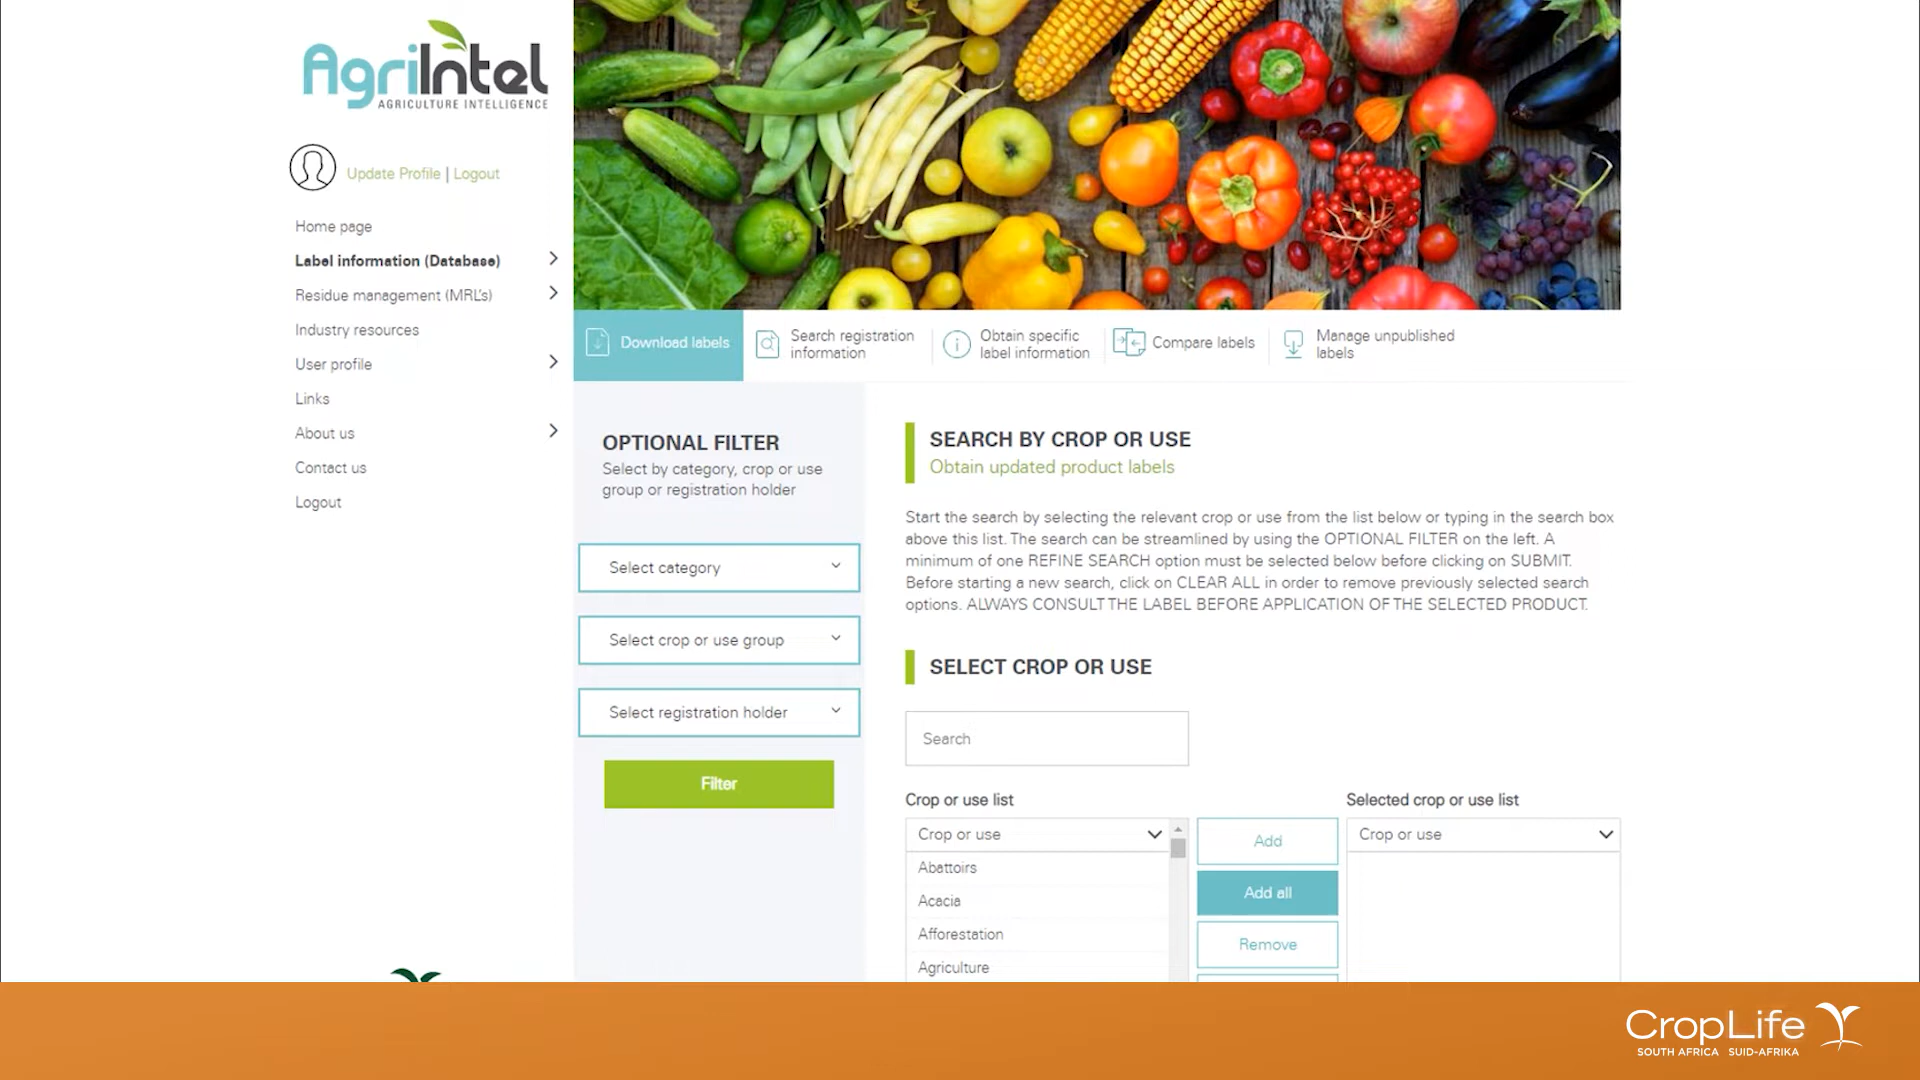 AgriIntel
AGRICULTURE INTELLIGENCE
Update Profile | Logout
Home page
Label information (Database)
Residue management (MRL's)
Industry resources
User profile
Links
About us
Contact us
Logout
Download labels
Search registration
information
Obtain specific
label information
Compare labels
Manage unpublished
labels
OPTIONAL FILTER
Select by category, crop or use
group or registration holder
Select category
Select crop or use group
Select registration holder
Filter
SEARCH BY CROP OR USE
Obtain updated product labels
Start the search by selecting the relevant crop or use from the list below or typing in the search box
above this list. The search can be streamlined by using the OPTIONAL FILTER on the left. A
minimum of one REFINE SEARCH option must be selected below before clicking on SUBMIT.
Before starting a new search, click on CLEAR ALL in order to remove previously selected search
options. ALWAYS CONSULT THE LABEL BEFORE APPLICATION OF THE SELECTED PRODUCT.
SELECT CROP OR USE
Search
Crop or use list
Crop or use
Abattoirs
Acacia
Afforestation
Agriculture
Add
Add all
Remove
Selected crop or use list
Crop or use
CropLife
SOUTH AFRICA SUID-AFRIKA